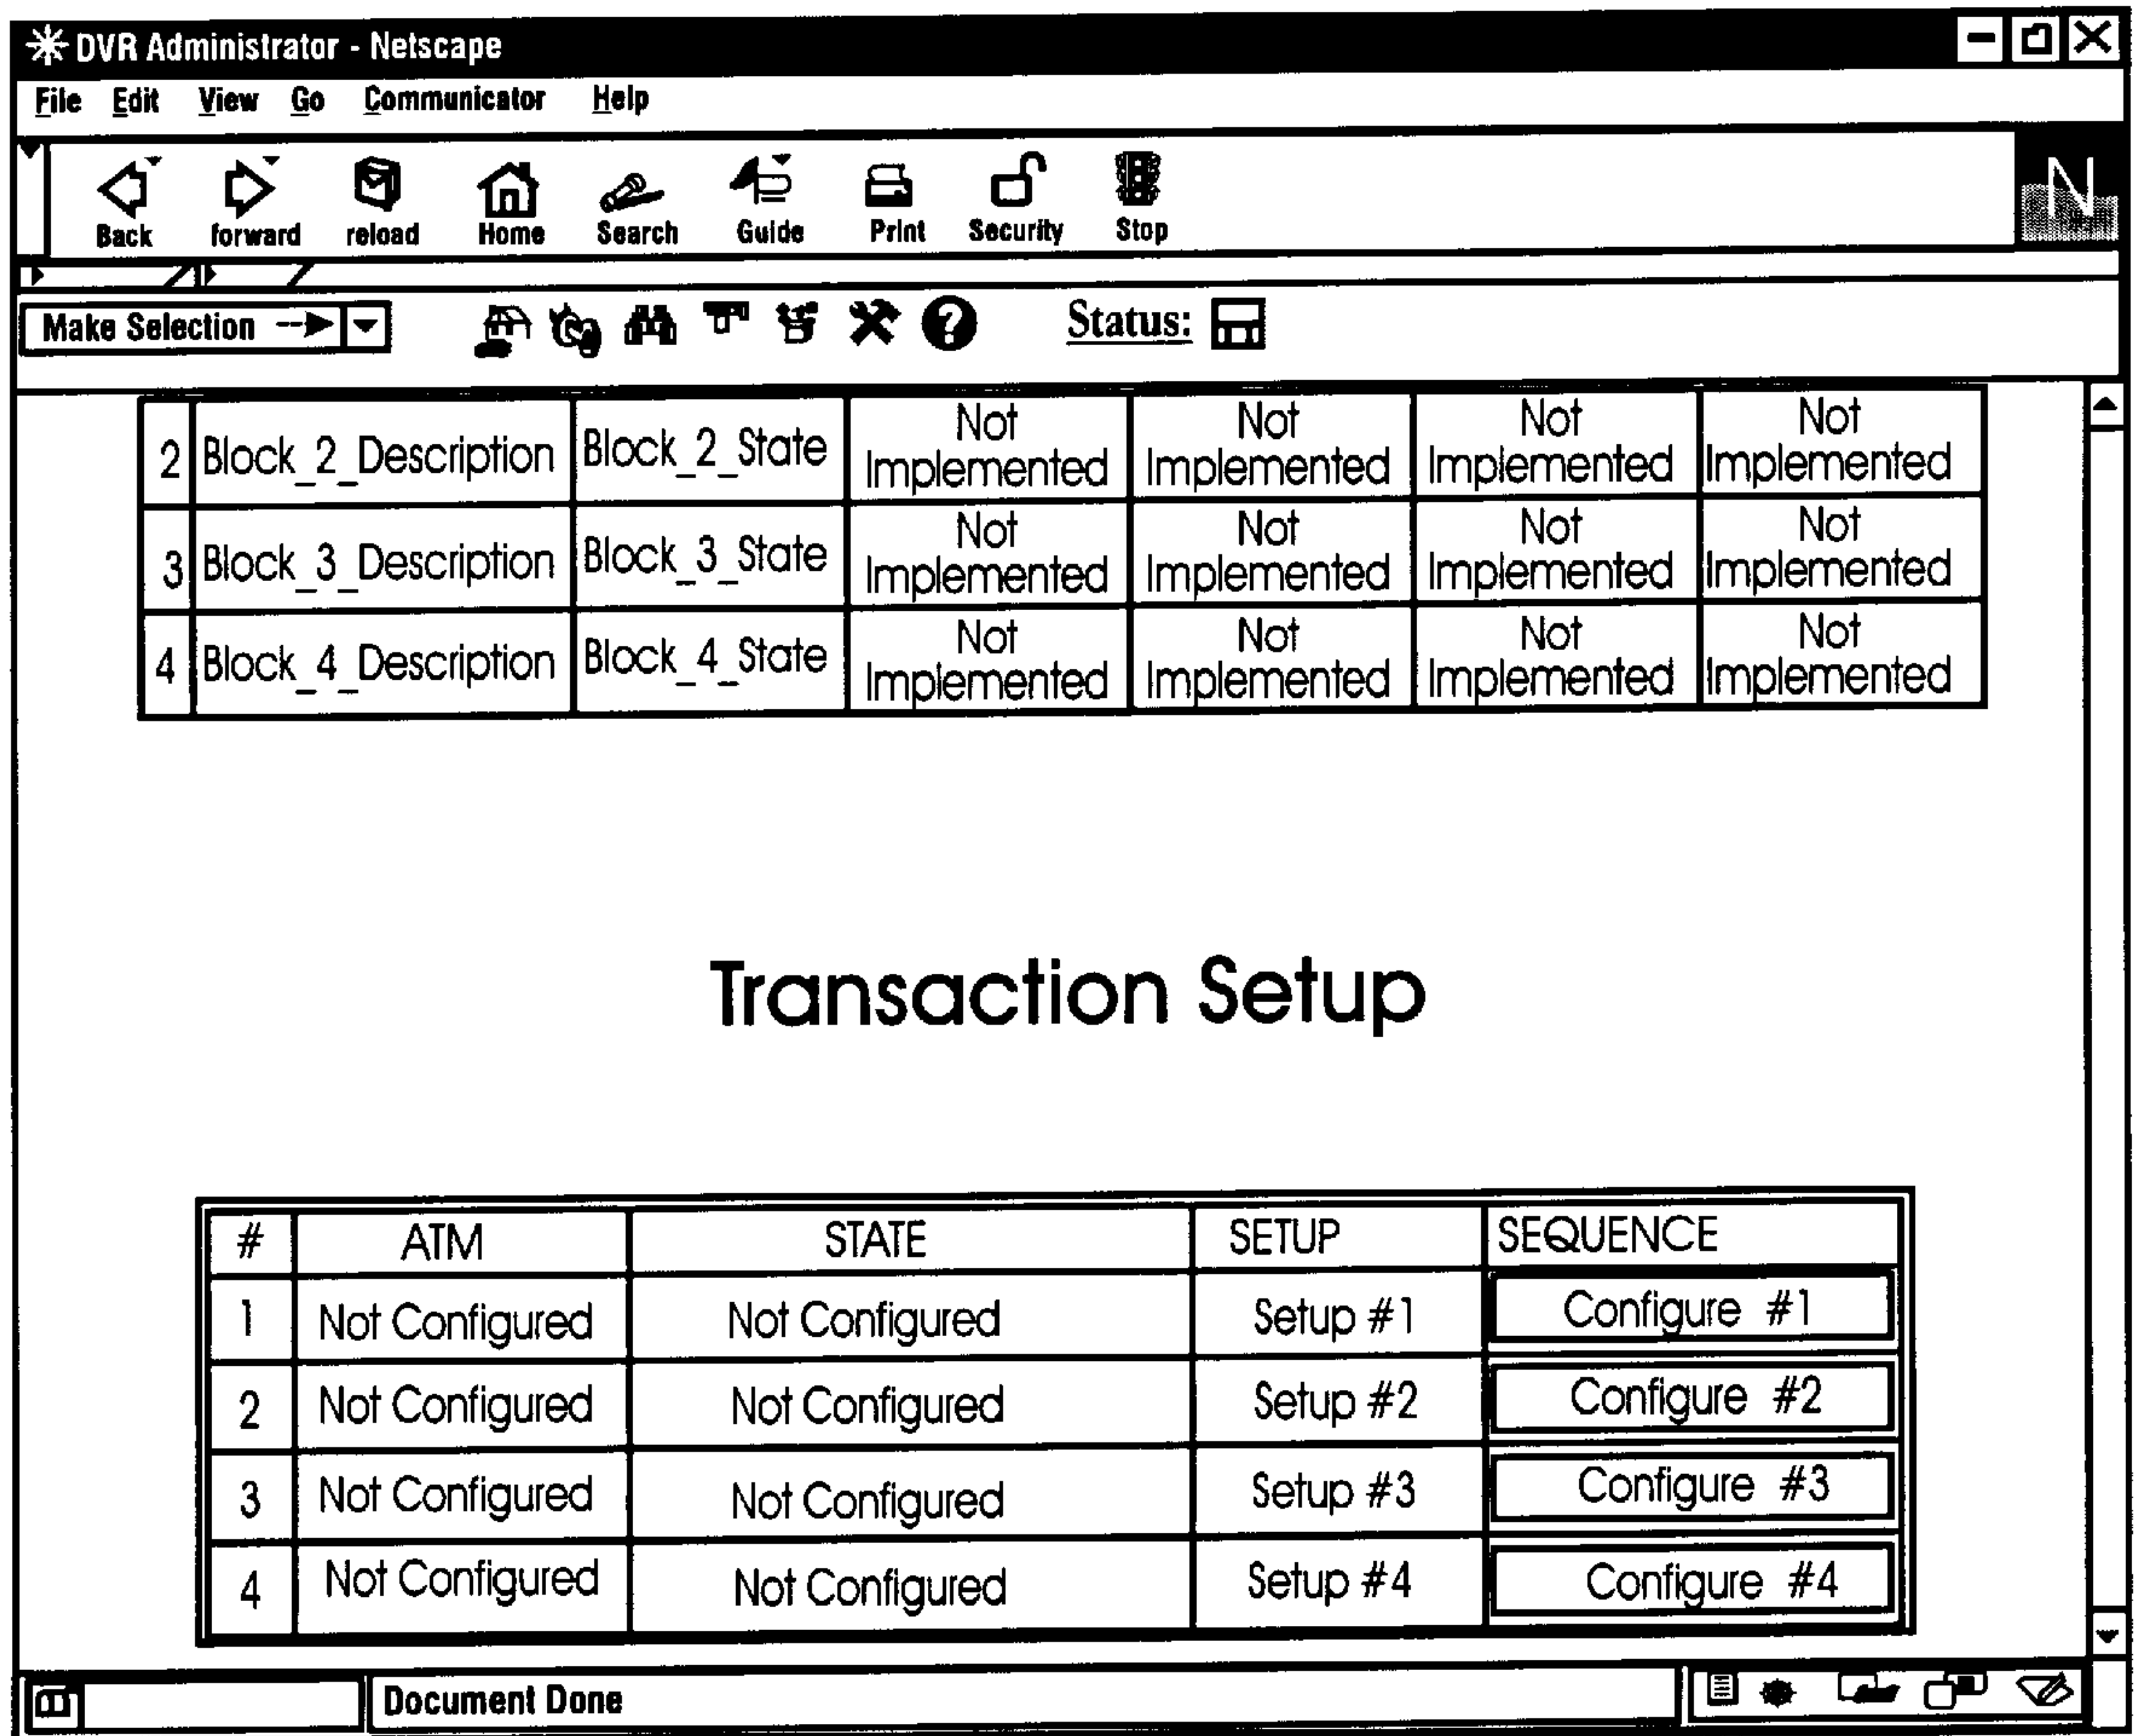 DVR Administrator - Netscape
File Edit View Go Communicator Help
Back forward reload Home Search Guide Print Security Stop
N
Make Selection Status:
2 Block_2_Description Block_2_State Not Implemented Not Implemented Not Implemented Not Implemented
3 Block_3_Description Block_3_State Not Implemented Not Implemented Not Implemented Not Implemented
4 Block_4_Description Block_4_State Not Implemented Not Implemented Not Implemented Not Implemented
Transaction Setup
# ATM STATE SETUP SEQUENCE
1 Not Configured Not Configured Setup #1 Configure #1
2 Not Configured Not Configured Setup #2 Configure #2
3 Not Configured Not Configured Setup #3 Configure #3
4 Not Configured Not Configured Setup #4 Configure #4
Document Done